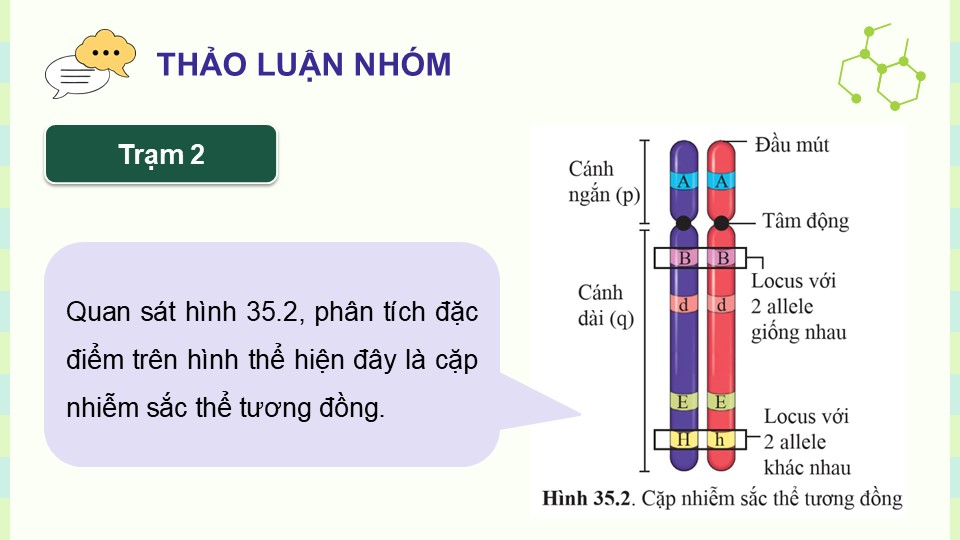 THẢO LUẬN NHÓM
Trạm 2
Quan sát hình 35.2, phân tích đặc
điểm trên hình thể hiện đây là cặp
nhiễm sắc thể tương đồng.
Cánh
ngắn (p)
Cánh
dài (q)
A A
B B
d d
E E
H h
Đầu mút
Tâm động
Locus với
2 allele
giống nhau
Locus với
2 allele
khác nhau
Hình 35.2. Cặp nhiễm sắc thể tương đồng